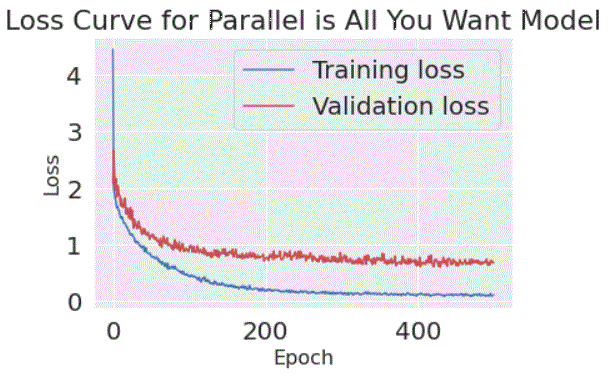 Loss Curve for Parallel is All You Want Model
Training loss
Validation loss
Loss
4
3
2
1
0
0 200 400
Epoch